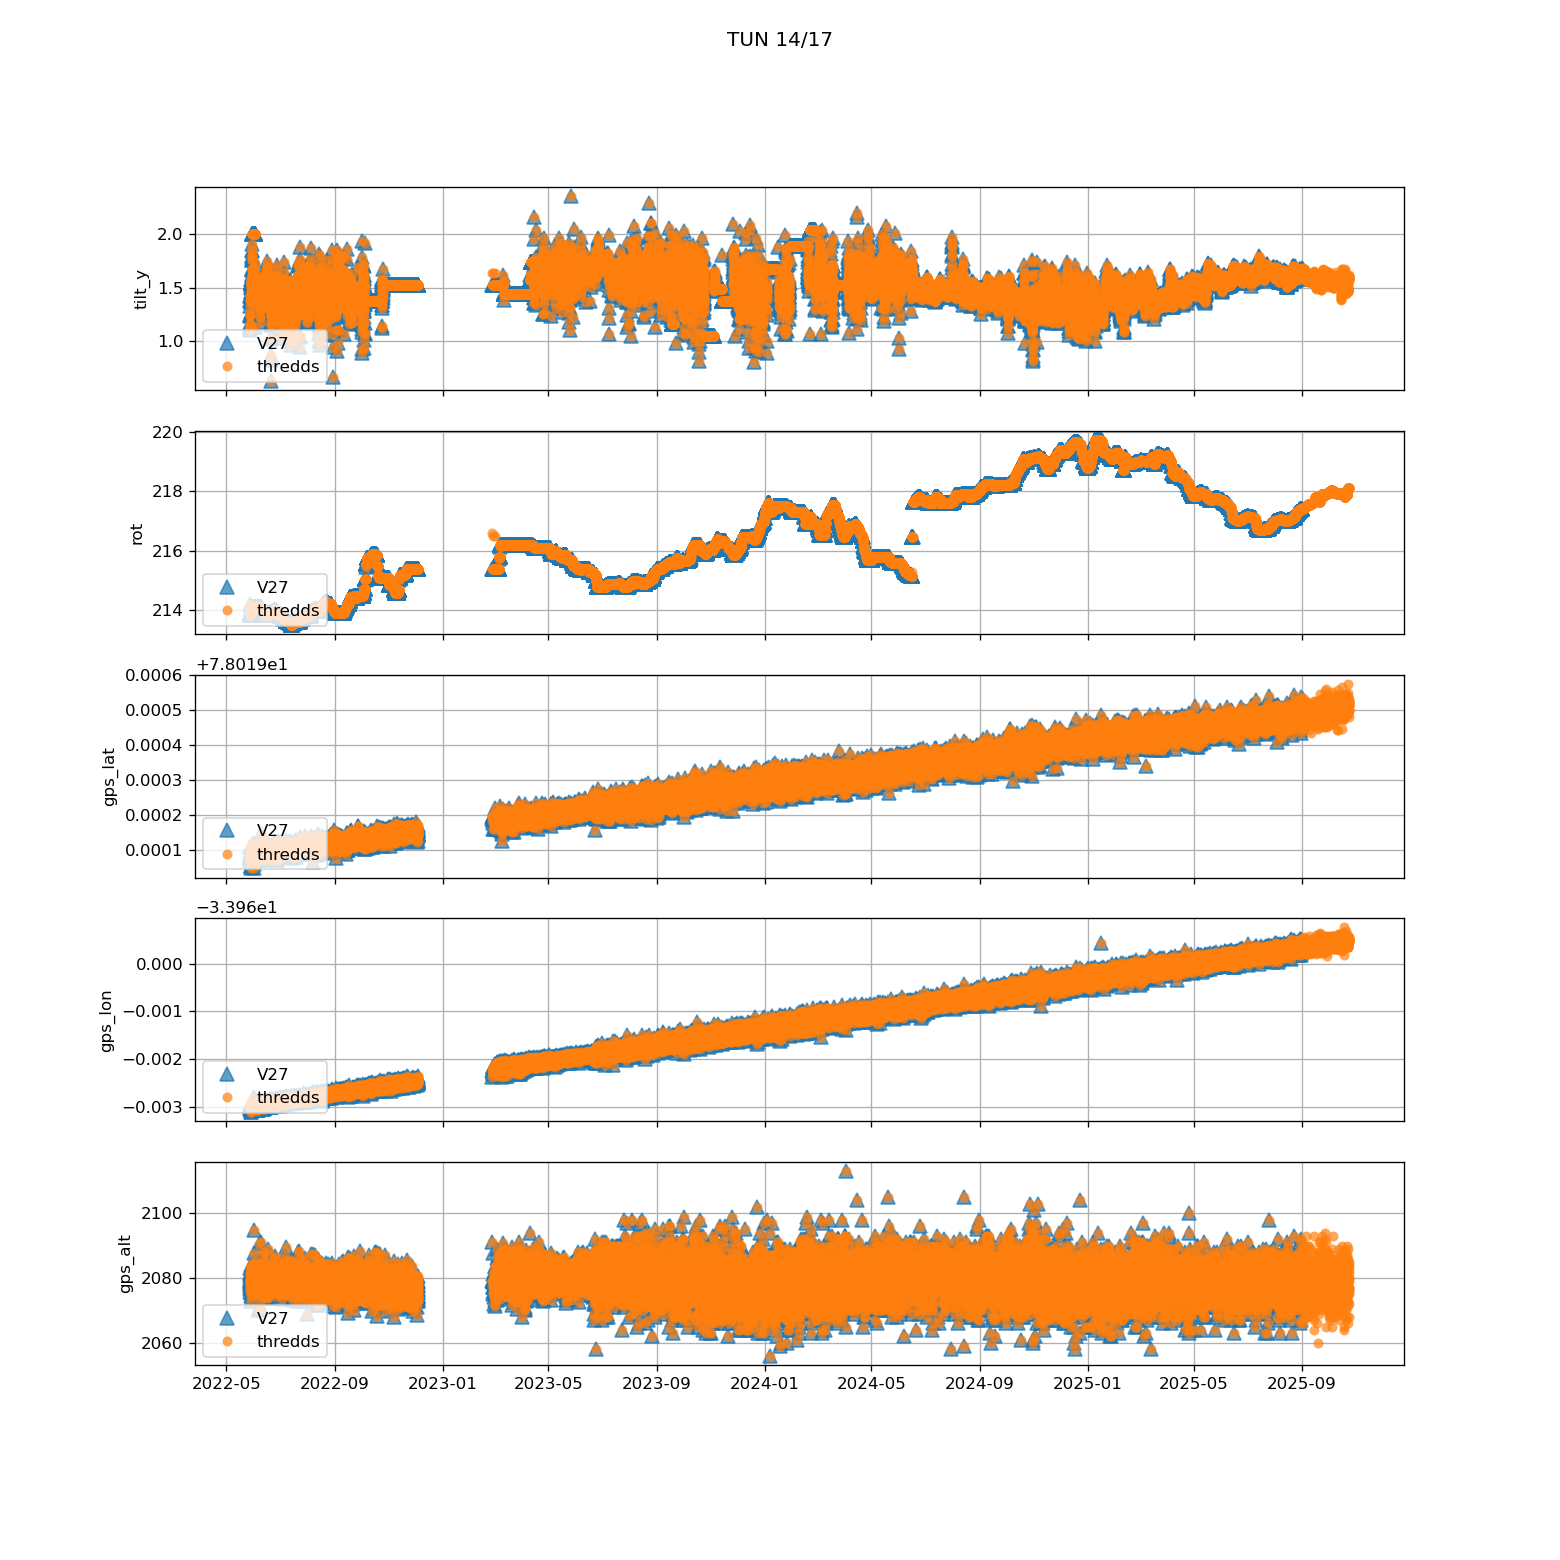 TUN 14/17
2.0
1.5
1.0
tilt_y
V27
thredds
220
218
216
214
rot
V27
thredds
+7.8019e1
0.0006
0.0005
0.0004
0.0003
0.0002
0.0001
gps_lat
V27
thredds
−3.396e1
0.000
−0.001
−0.002
−0.003
gps_lon
V27
thredds
2100
2080
2060
gps_alt
V27
thredds
2022-05 2022-09 2023-01 2023-05 2023-09 2024-01 2024-05 2024-09 2025-01 2025-05 2025-09